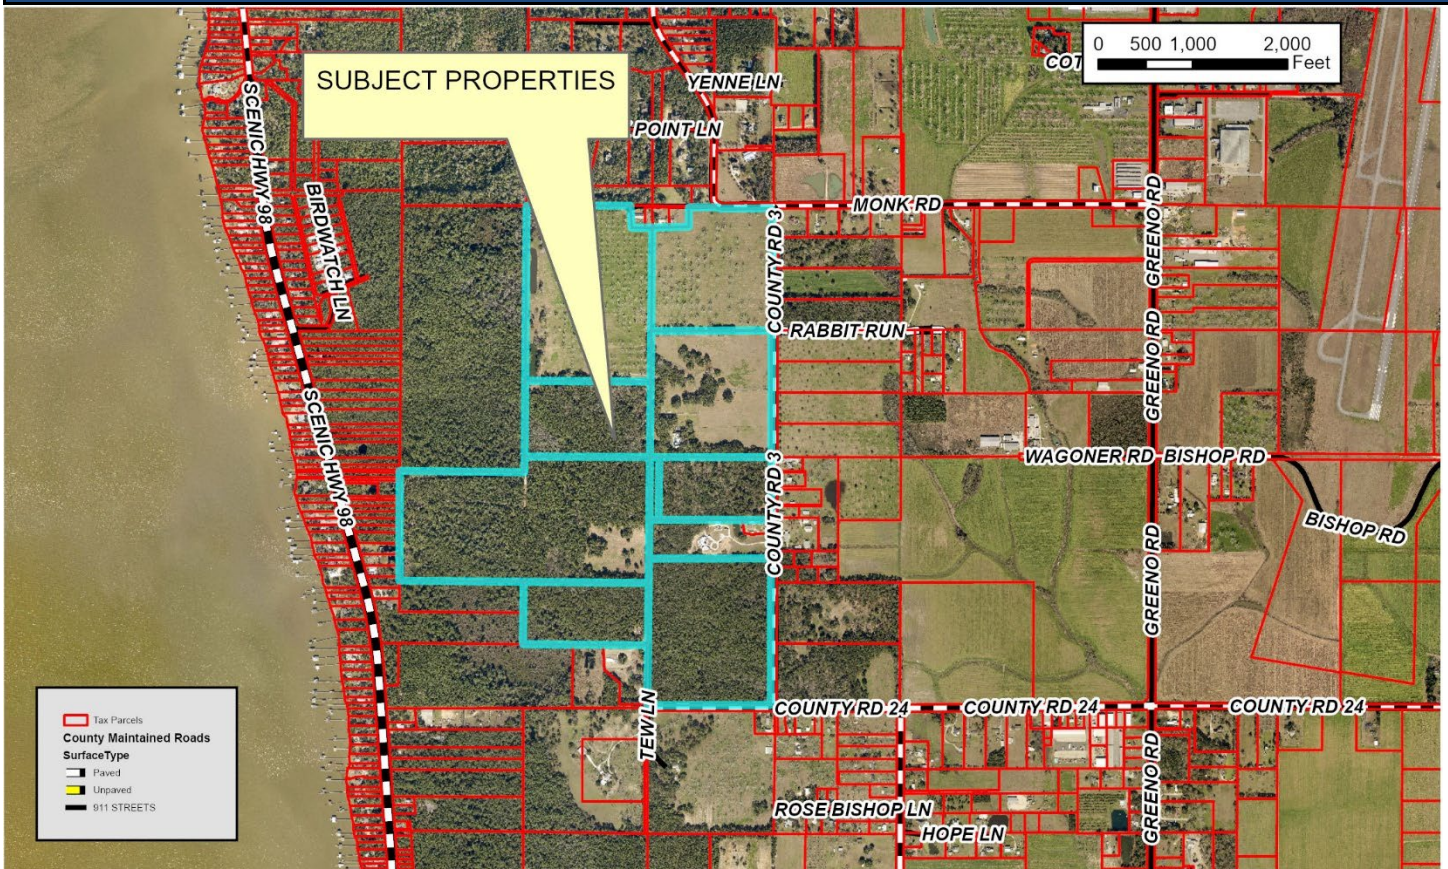 SUBJECT PROPERTIES
0 500 1,000 2,000
Feet
COT
YENNE LN
POINT LN
SCENIC HWY 98
BIRDWATCH LN
MONK RD
COUNTY RD 3
GREENO RD
RABBIT RUN
GREENO RD
SCENIC HWY 98
COUNTY RD 3
WAGONER RD
BISHOP RD
BISHOP RD
GREENO RD
TEW LN
COUNTY RD 24
COUNTY RD 24
COUNTY RD 24
GREENO RD
ROSE BISHOP LN
HOPE LN
Tax Parcels
County Maintained Roads
SurfaceType
Paved
Unpaved
911 STREETS